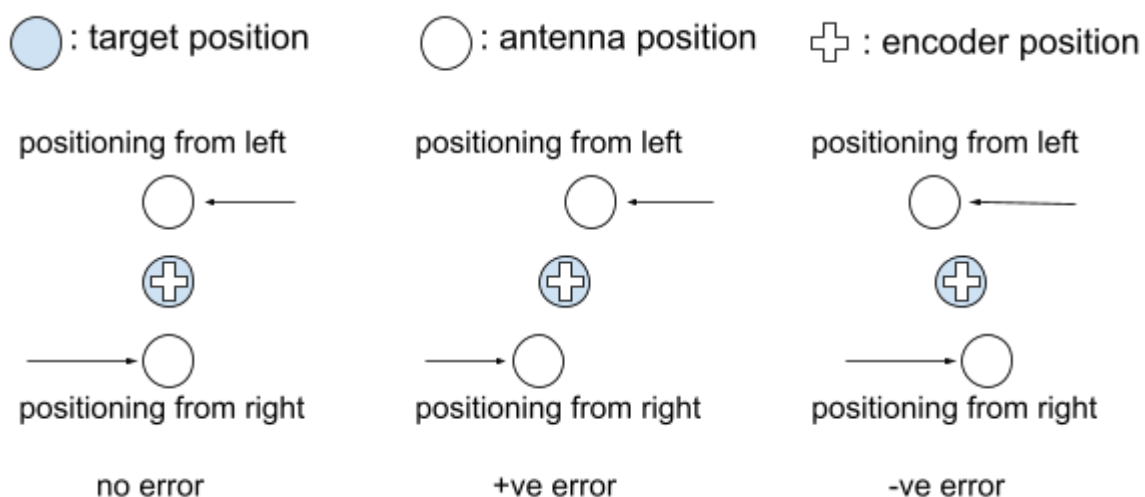 : target position : antenna position : encoder position
positioning from left positioning from left positioning from left
positioning from right positioning from right positioning from right
no error +ve error -ve error